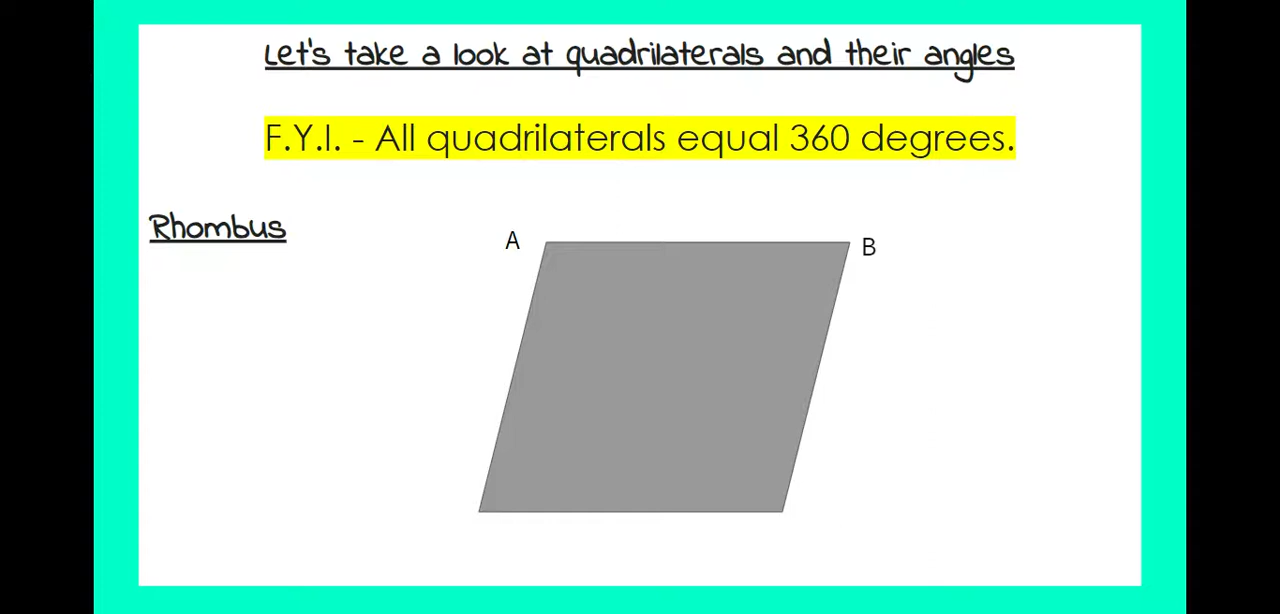 Let's take a look at quadrilaterals and their angles
F.Y.I. - All quadrilaterals equal 360 degrees.
Rhombus
A
B